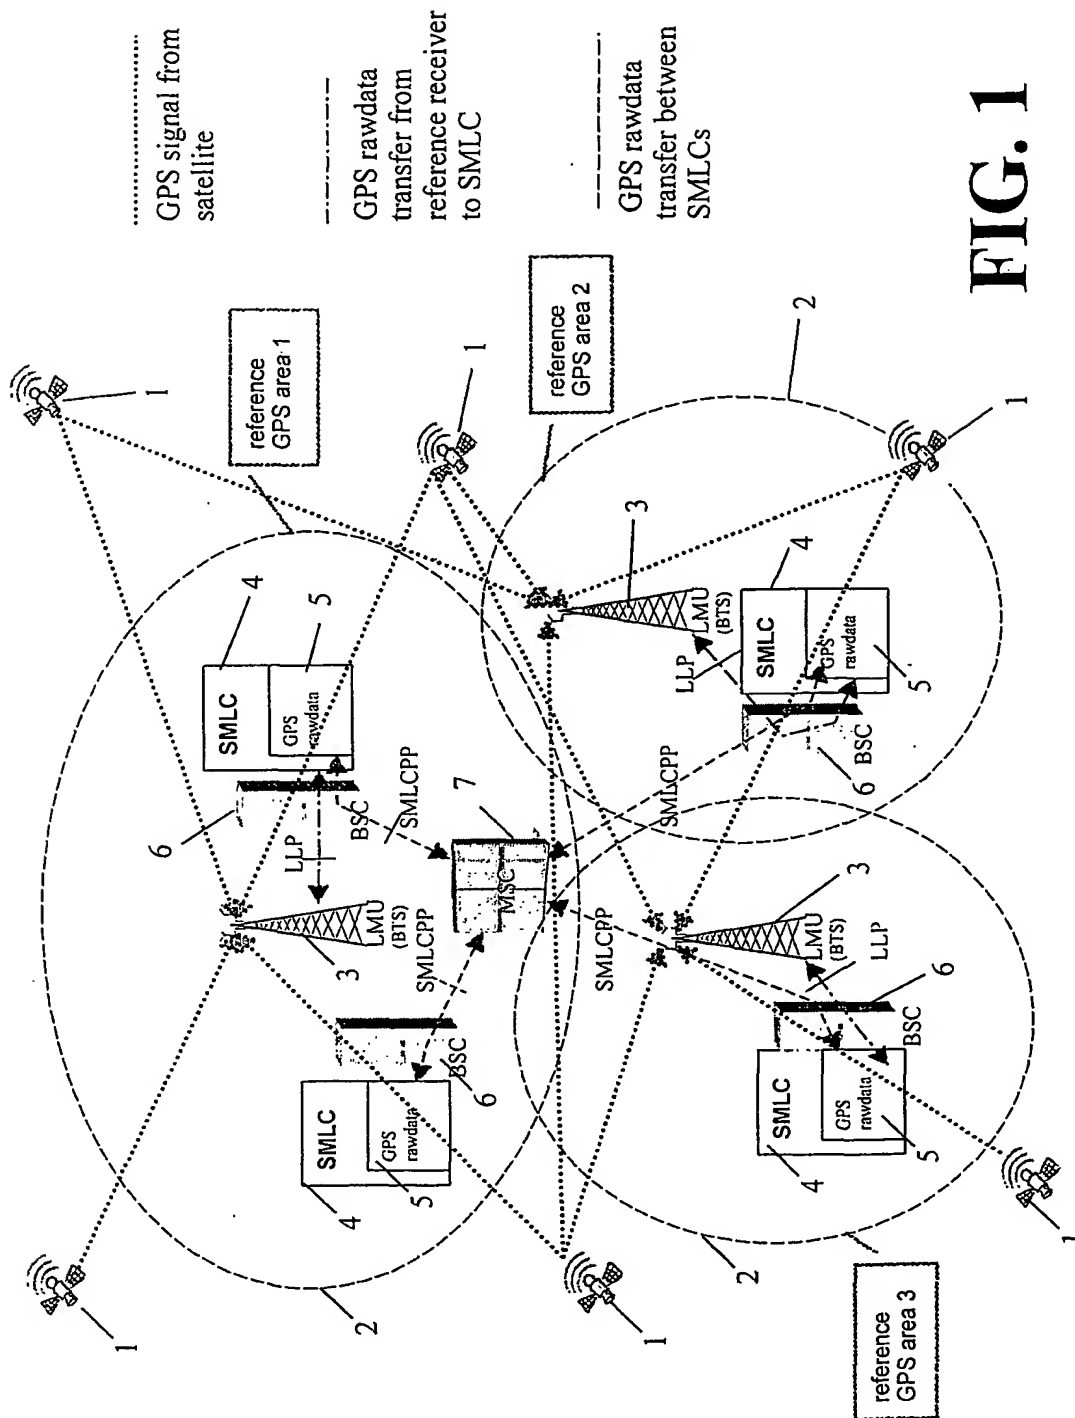 GPS signal from
satellite
GPS rawdata
transfer from
reference receiver
to SMLC
GPS rawdata
transfer between
SMLCs
1
1
reference
GPS area 1
4
5
SMLC
GPS
rawdata
6
LLP
BSC
SMLCPP
3
LMU
(BTS)
SMLCPP
7
MSC
BSC
6
SMLC
GPS
rawdata
4
5
2
1
reference
GPS area 2
1
2
3
LMU
(BTS)
LLP
4
SMLC
GPS
rawdata
5
BSC
6
SMLCPP
1
SMLCPP
3
LMU
(BTS)
LLP
6
BSC
SMLC
GPS
rawdata
4
5
2
1
1
reference
GPS area 3
FIG. 1